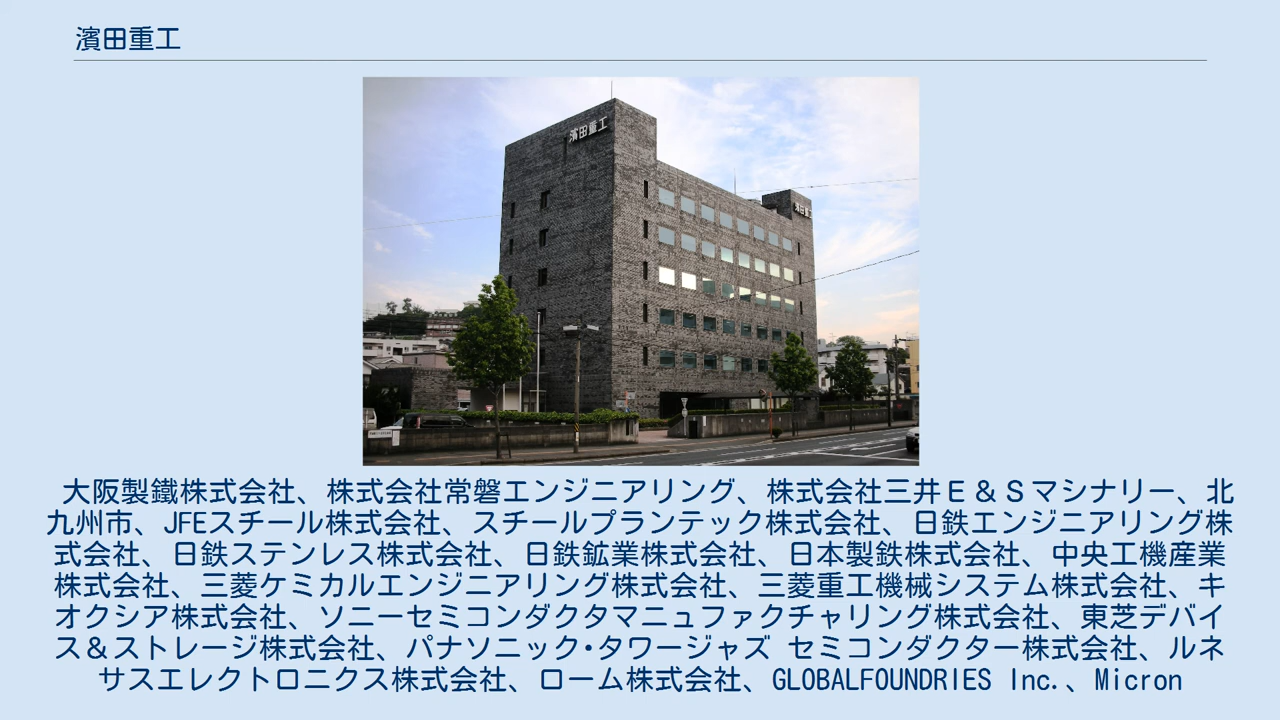 濱田重工
濱田重工
濱田重工
大阪製鐵株式会社、株式会社常磐エンジニアリング、株式会社三井Ｅ＆Ｓマシナリー、北
九州市、JFEスチール株式会社、スチールプランテック株式会社、日鉄エンジニアリング株
式会社、日鉄ステンレス株式会社、日鉄鉱業株式会社、日本製鉄株式会社、中央工機産業
株式会社、三菱ケミカルエンジニアリング株式会社、三菱重工機械システム株式会社、キ
オクシア株式会社、ソニーセミコンダクタマニュファクチャリング株式会社、東芝デバイ
ス＆ストレージ株式会社、パナソニック･タワージャズ セミコンダクター株式会社、ルネ
サスエレクトロニクス株式会社、ローム株式会社、GLOBALFOUNDRIES Inc.、Micron